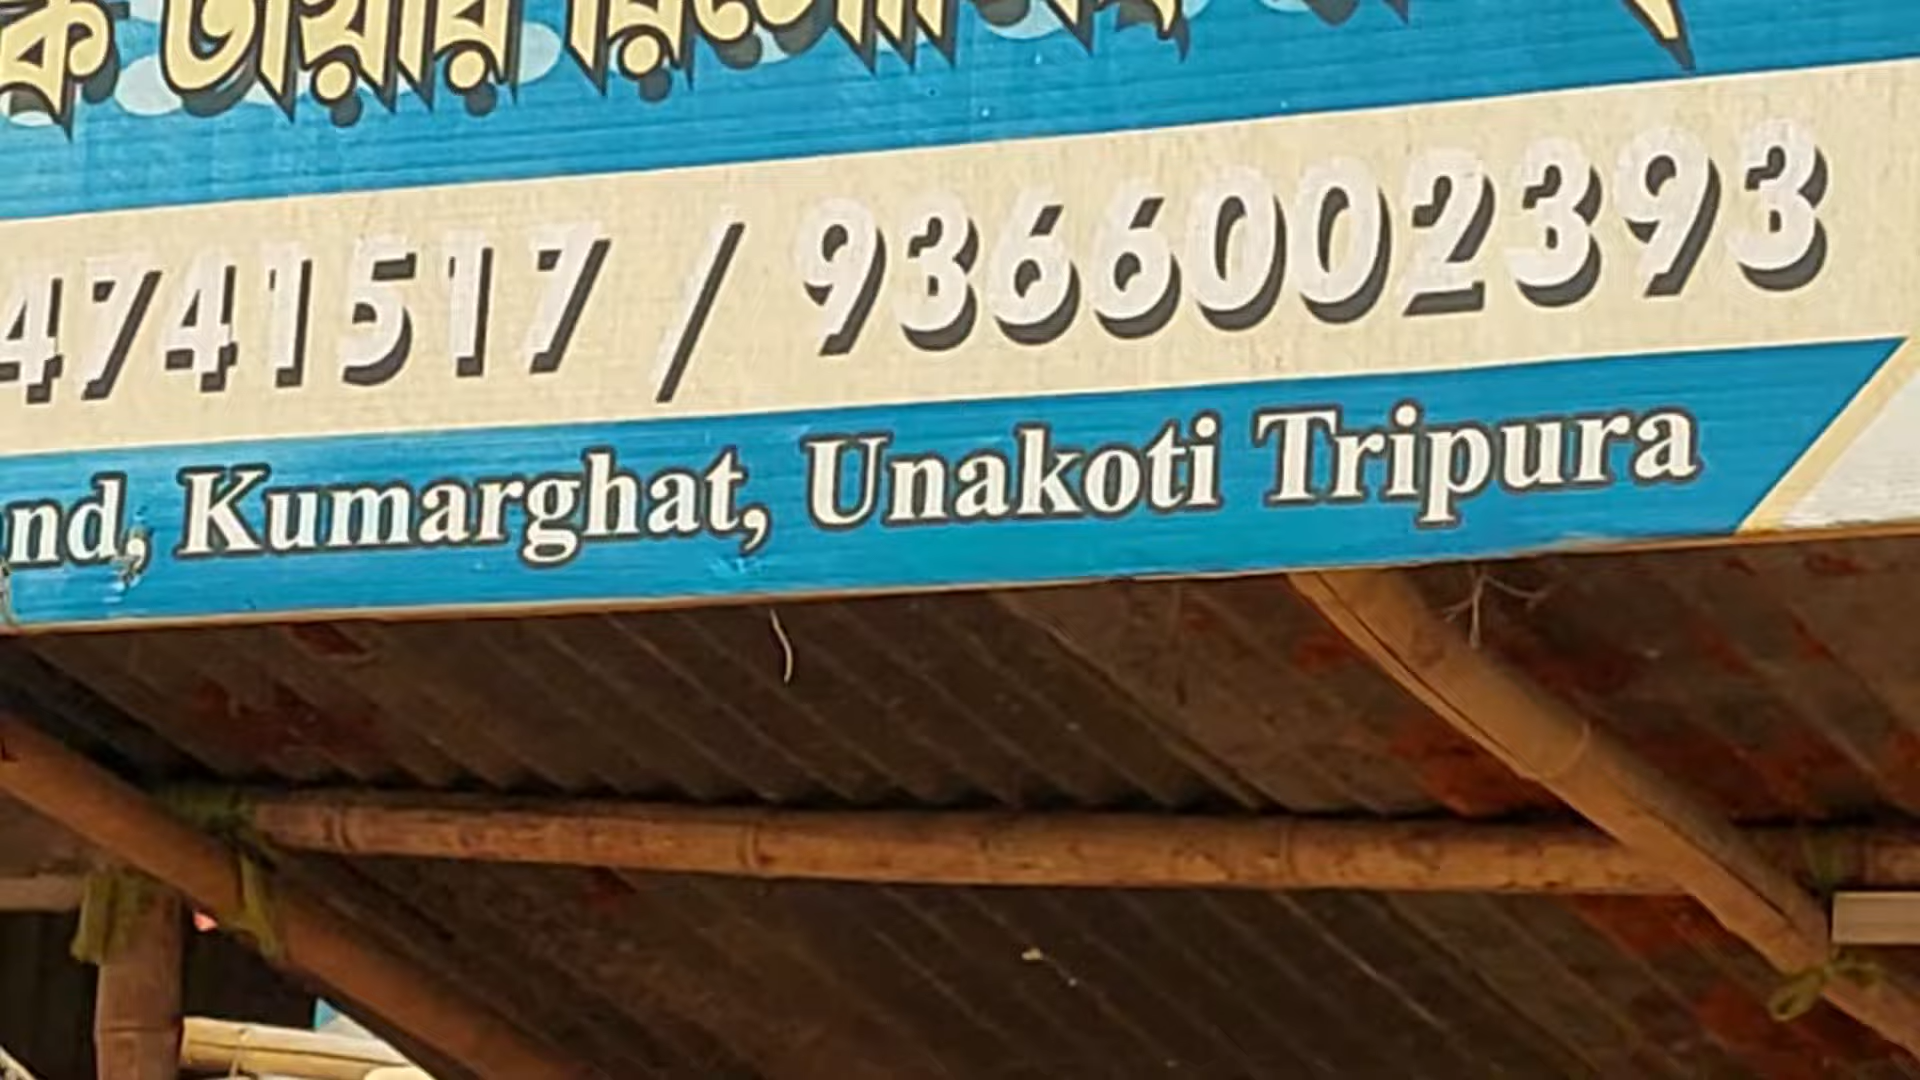 ক টায়ার রিসোলিং
4741517 / 9366002393
nd, Kumarghat, Unakoti Tripura